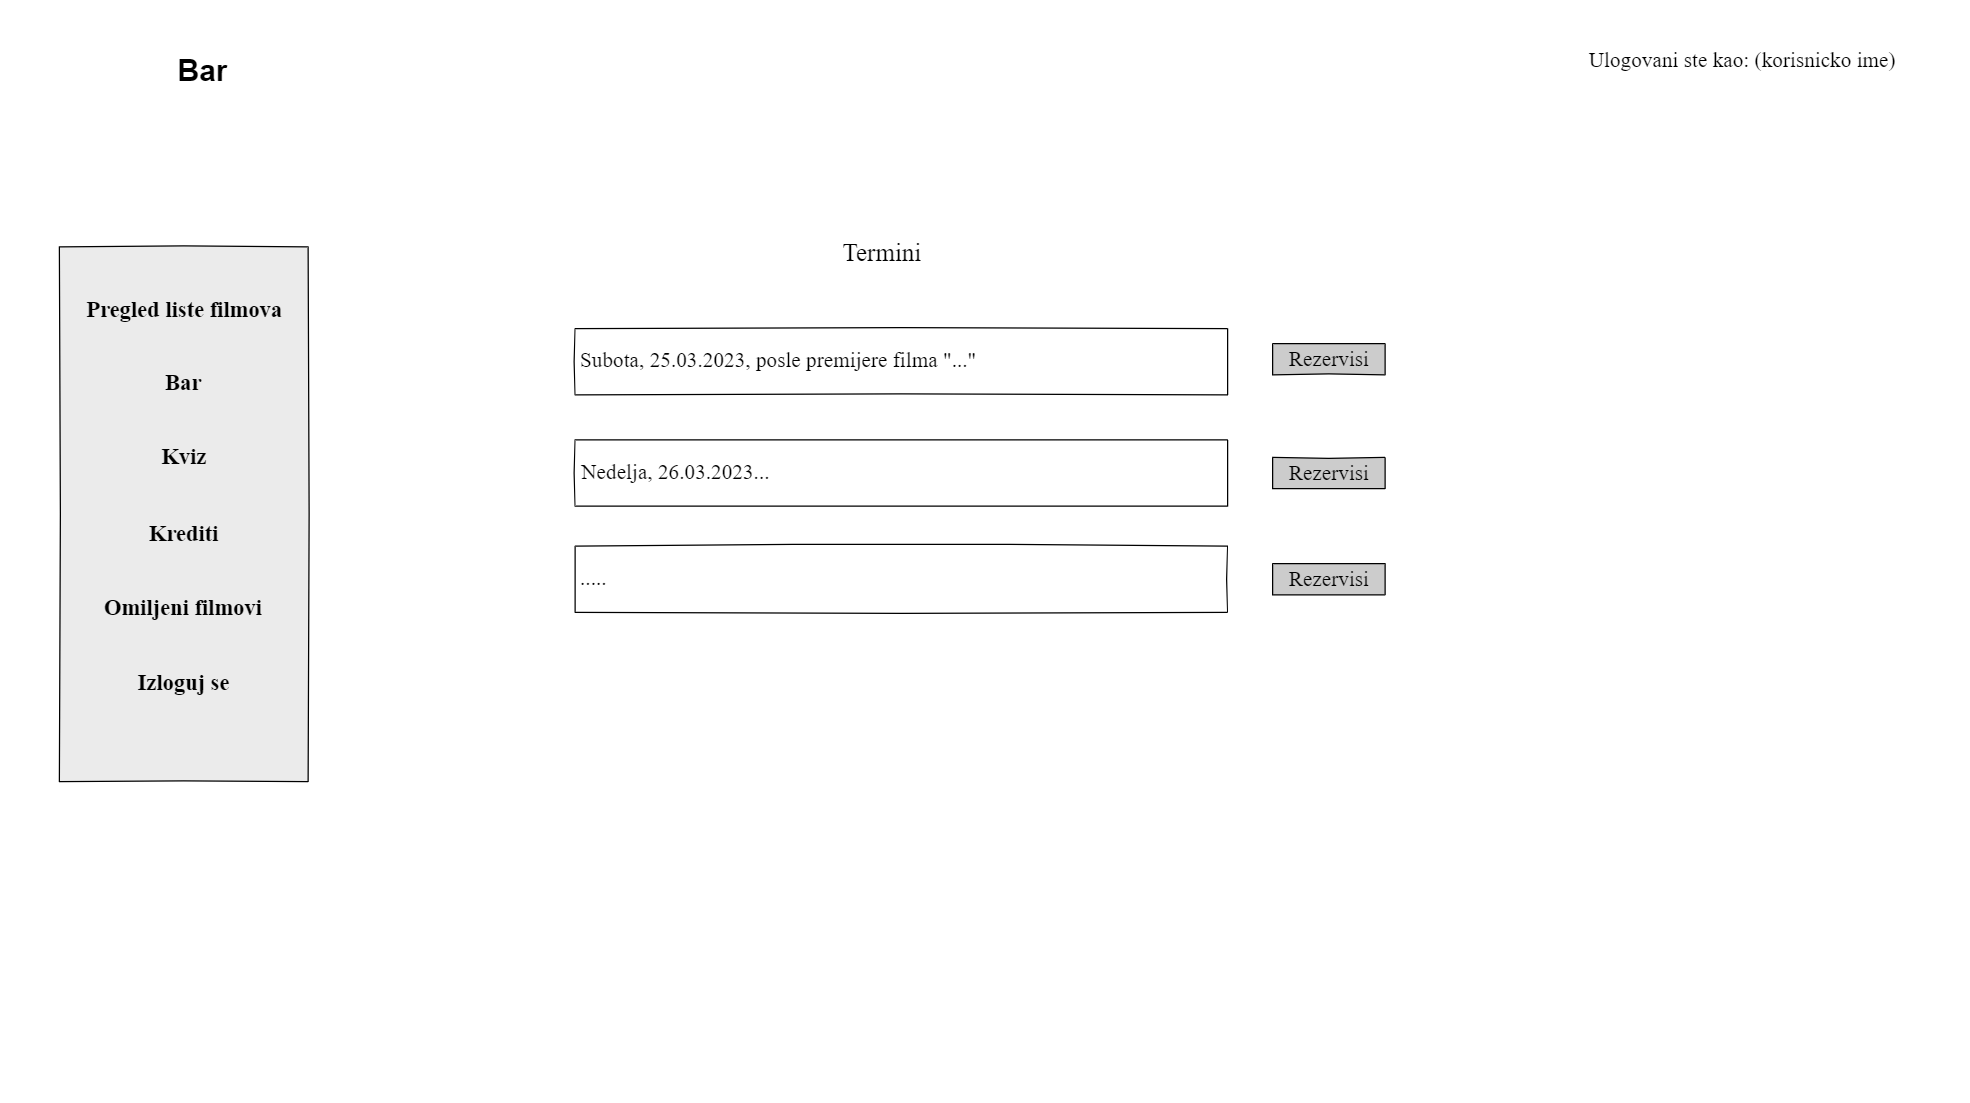 Bar
Ulogovani ste kao: (korisnicko ime)
Pregled liste filmova
Bar
Kviz
Krediti
Omiljeni filmovi
Izloguj se
Termini
Subota, 25.03.2023, posle premijere filma "..."
Rezervisi
Nedelja, 26.03.2023...
Rezervisi
.....
Rezervisi